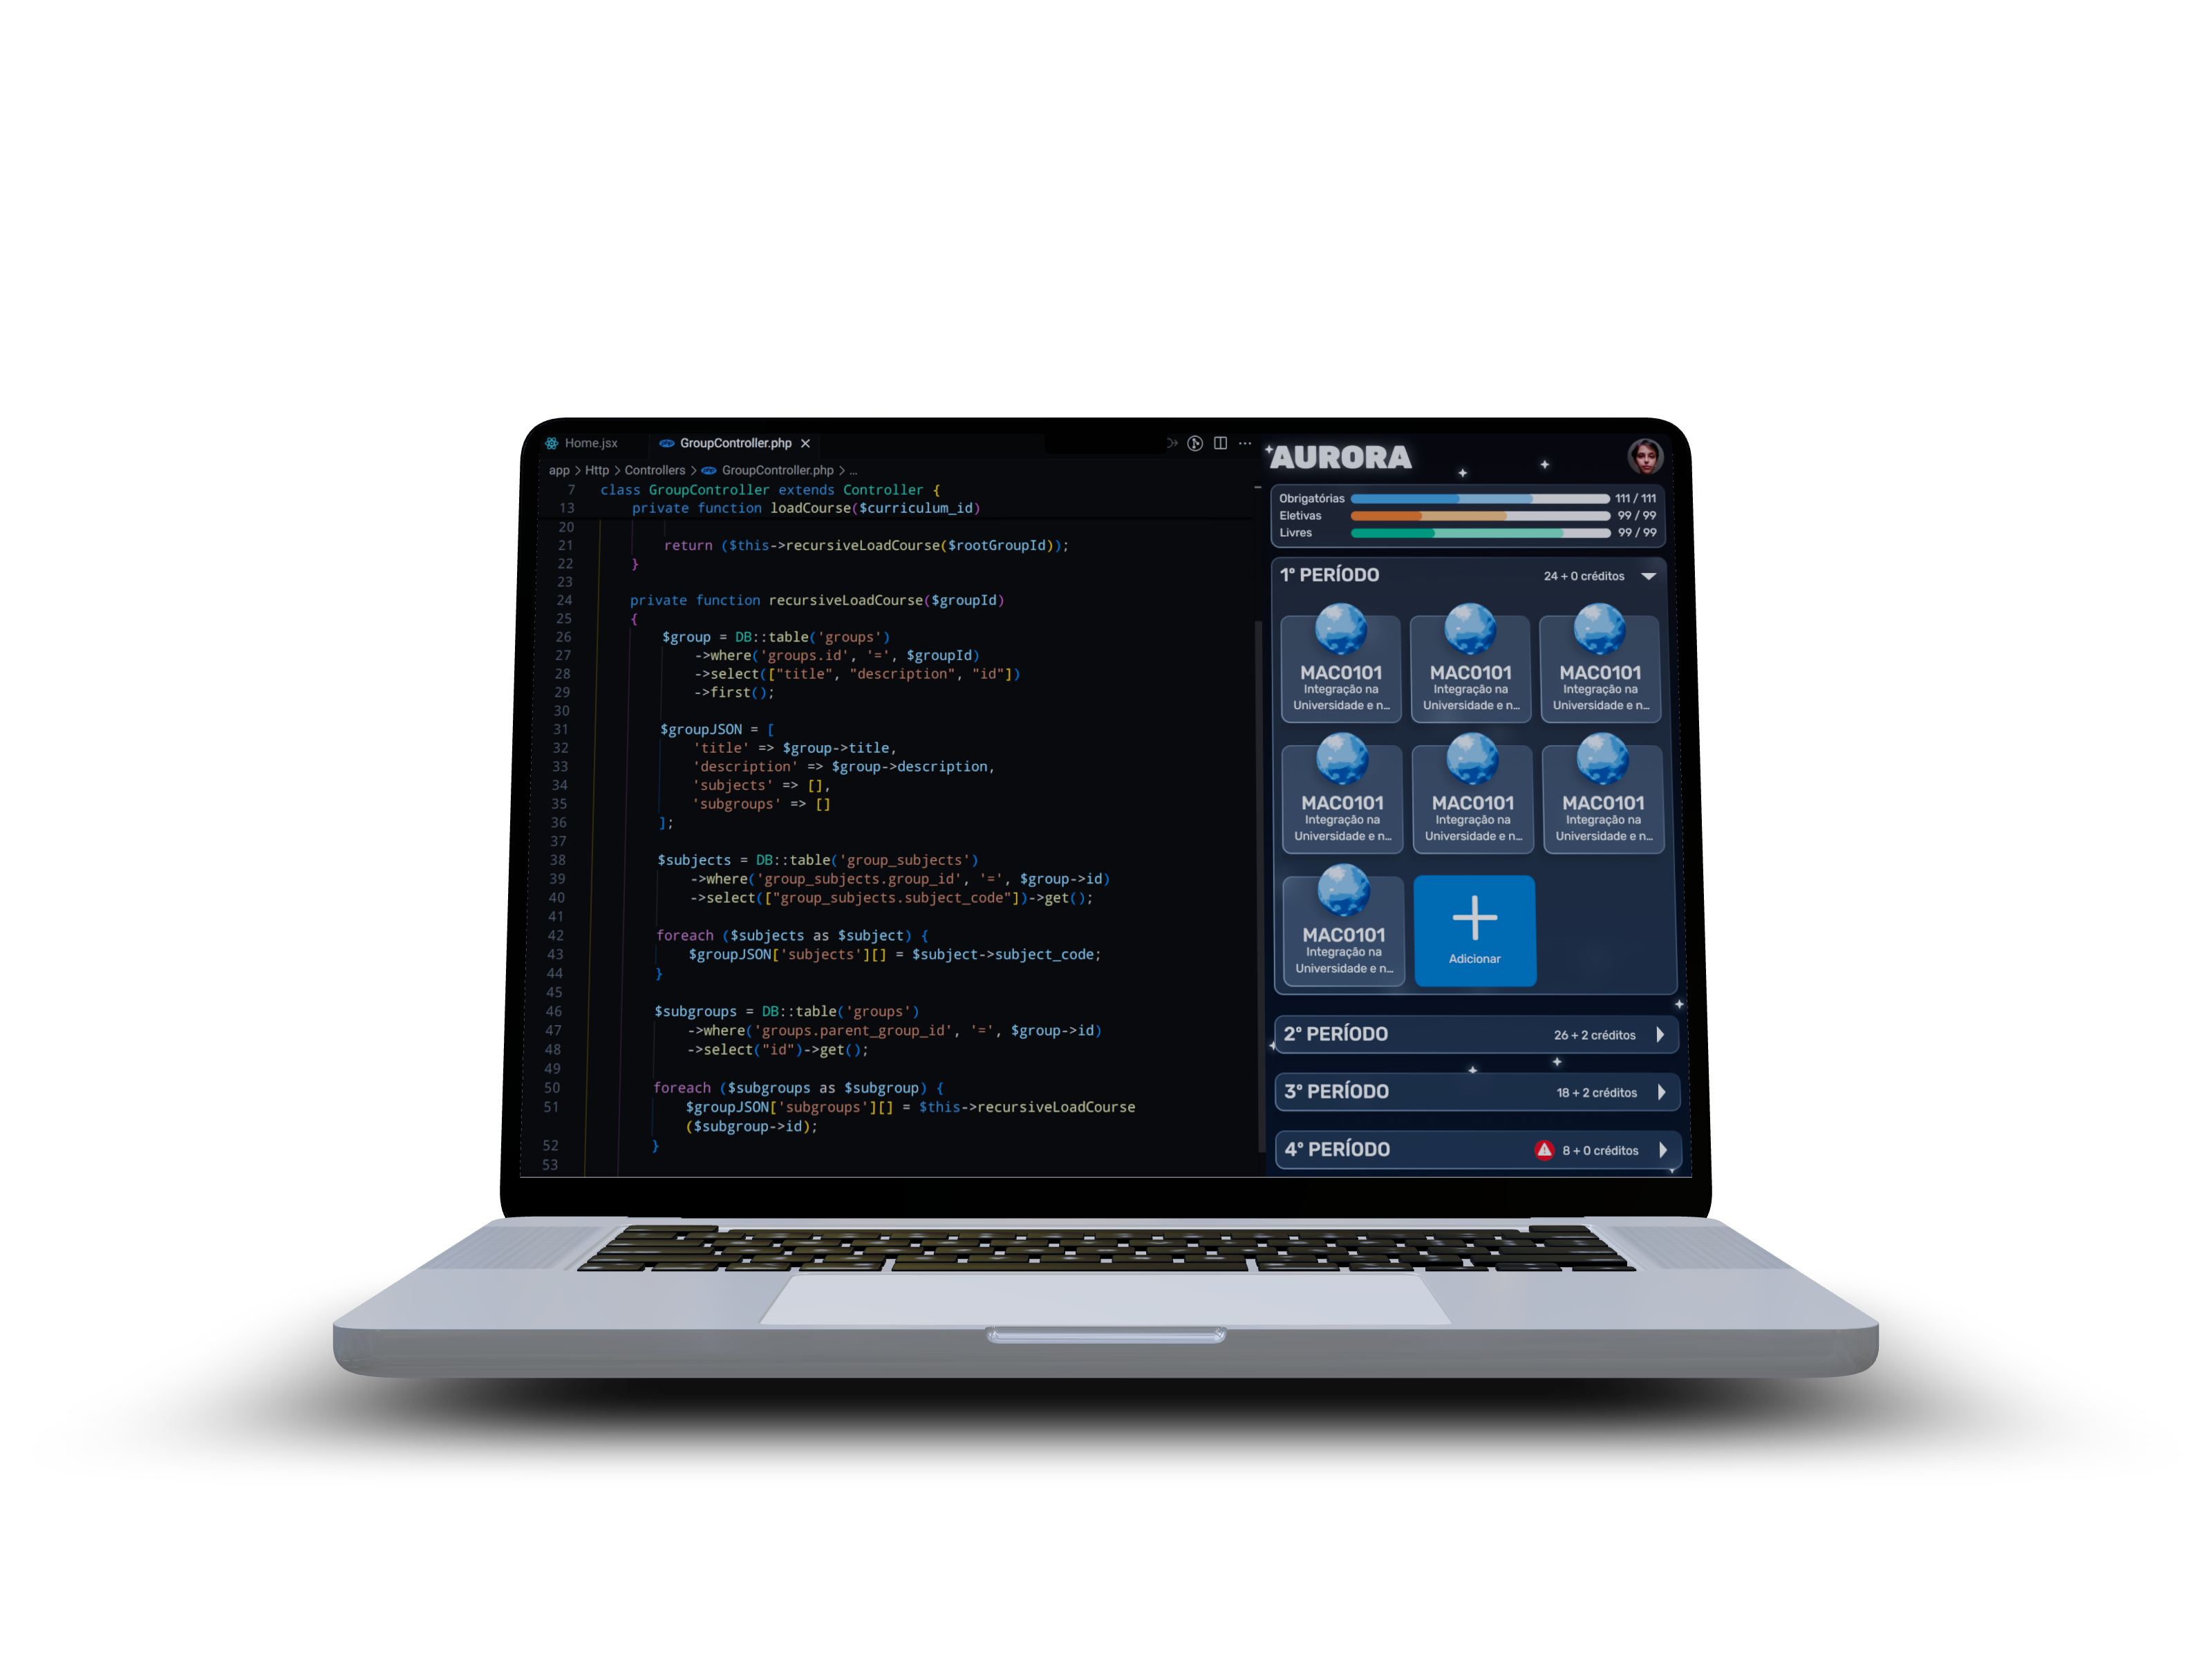 Home.jsx
GroupController.php
app > Http > Controllers > GroupController.php > ...
7 class GroupController extends Controller {
13 private function loadCourse($curriculum_id)
20
21 return ($this->recursiveLoadCourse($rootGroupId));
22 }
23
24 private function recursiveLoadCourse($groupId)
25 {
26 $group = DB::table('groups')
27 ->where('groups.id', '=', $groupId)
28 ->select(["title", "description", "id"])
29 ->first();
30
31 $groupJSON = [
32 'title' => $group->title,
33 'description' => $group->description,
34 'subjects' => [],
35 'subgroups' => []
36 ];
37
38 $subjects = DB::table('group_subjects')
39 ->where('group_subjects.group_id', '=', $group->id)
40 ->select(["group_subjects.subject_code"])->get();
41
42 foreach ($subjects as $subject) {
43 $groupJSON['subjects'][] = $subject->subject_code;
44 }
45
46 $subgroups = DB::table('groups')
47 ->where('groups.parent_group_id', '=', $group->id)
48 ->select("id")->get();
49
50 foreach ($subgroups as $subgroup) {
51 $groupJSON['subgroups'][] = $this->recursiveLoadCourse
($subgroup->id);
52 }
53
AURORA
Obrigatórias 111 / 111
Eletivas 99 / 99
Livres 99 / 99
1° PERÍODO 24 + 0 créditos
MAC0101
Integração na
Universidade e n...
MAC0101
Integração na
Universidade e n...
MAC0101
Integração na
Universidade e n...
MAC0101
Integração na
Universidade e n...
MAC0101
Integração na
Universidade e n...
MAC0101
Integração na
Universidade e n...
MAC0101
Integração na
Universidade e n...
Adicionar
2° PERÍODO 26 + 2 créditos
3° PERÍODO 18 + 2 créditos
4° PERÍODO 8 + 0 créditos